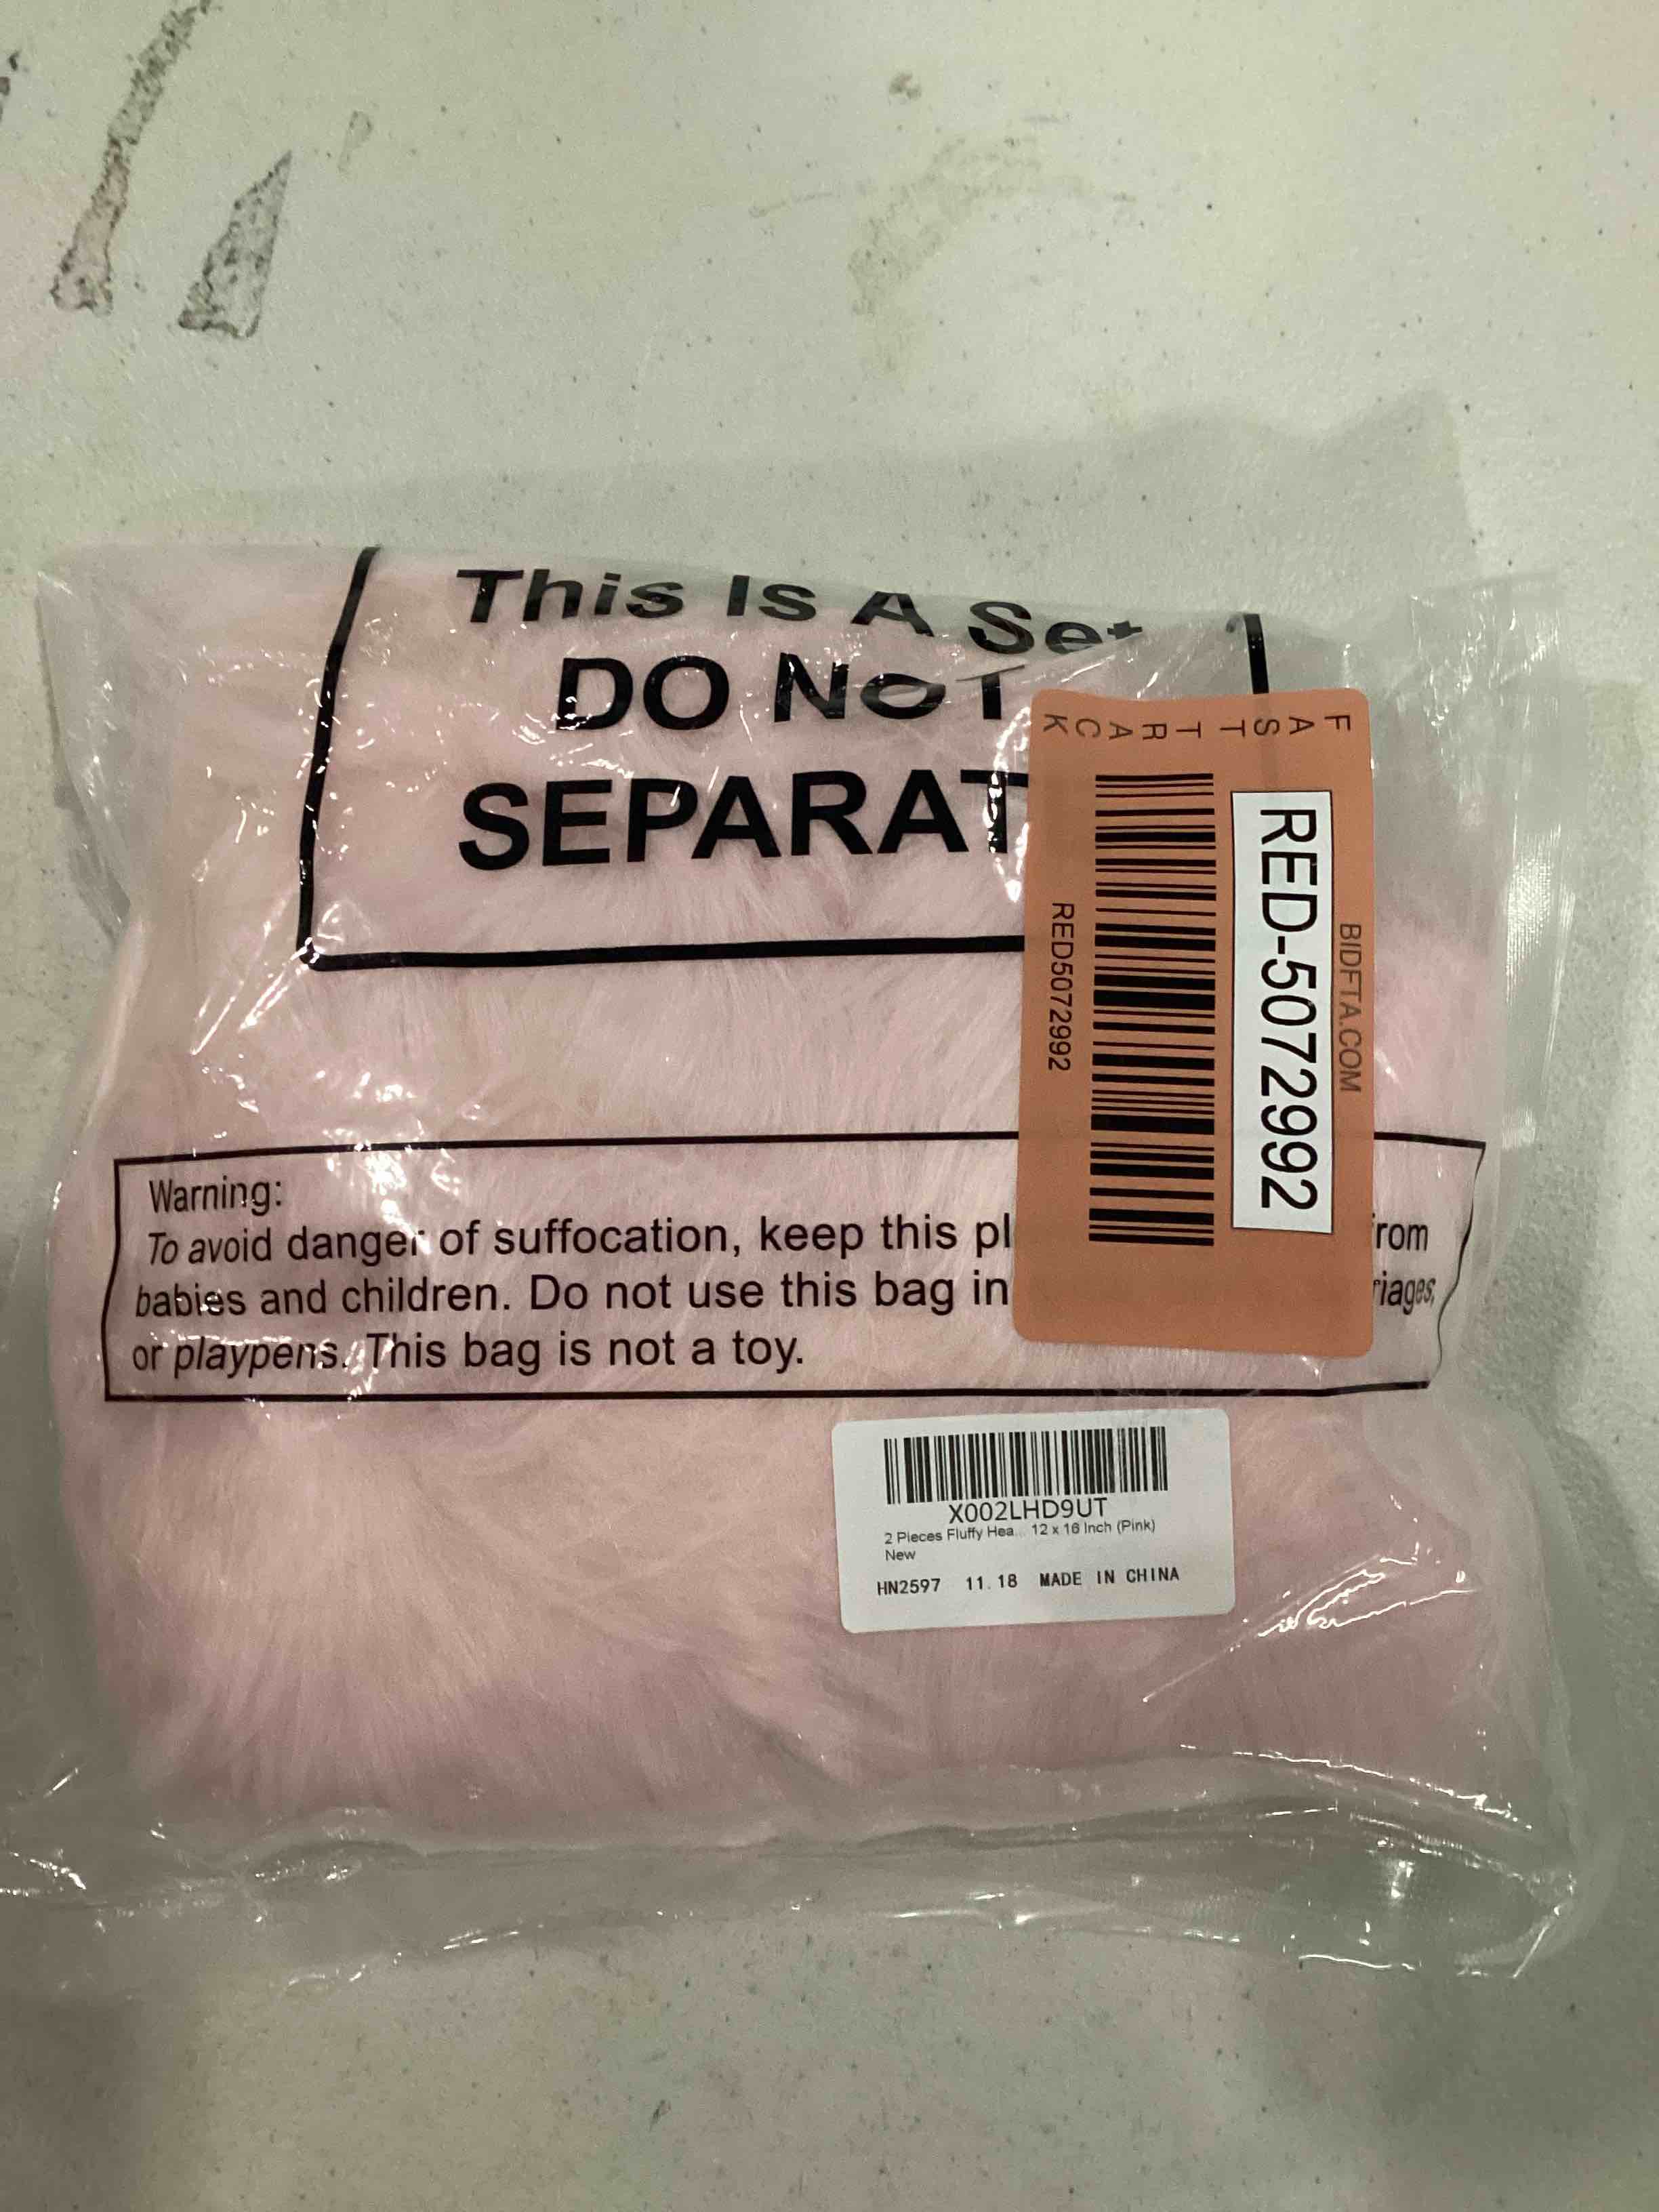 This Is A Set
DO NOT
SEPARAT
FAST TRACK
BIDFTA.COM
RED-5072992
RED5072992
Warning:
To avoid danger of suffocation, keep this pl rom
babies and children. Do not use this bag in riages,
or playpens. This bag is not a toy.
X002LHD9UT
2 Pieces Fluffy Hea... 12 x 16 Inch (Pink)
New
HN2597 11.18 MADE IN CHINA